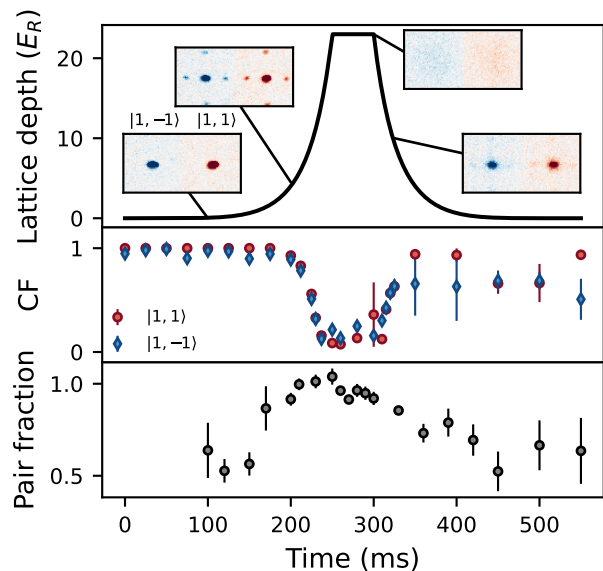 Lattice depth (E_R)
20
10
0
|1, −1⟩ |1, 1⟩
CF
1
0
|1, 1⟩
|1, −1⟩
Pair fraction
1.0
0.5
0 100 200 300 400 500
Time (ms)